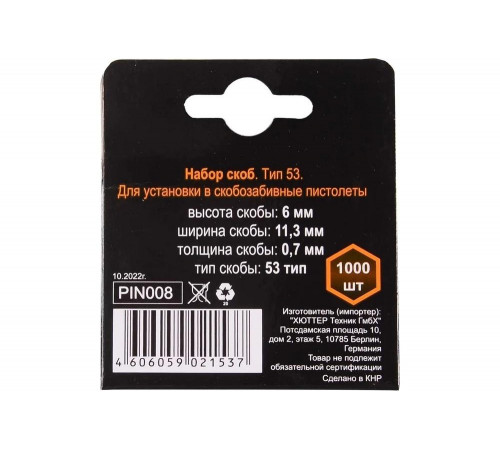 Набор скоб. Тип 53.
Для установки в скобозабивные пистолеты
высота скобы: 6 мм
ширина скобы: 11,3 мм
толщина скобы: 0,7 мм
тип скобы: 53 тип
1000
шт
10.2022г.
PIN008
20
4 606059 021537
Изготовитель (импортер):
"ХЮТТЕР Техник ГмбХ"
Потсдамская площадь 10,
дом 2, этаж 5, 10785 Берлин,
Германия
Товар не подлежит
обязательной сертификации
Сделано в КНР